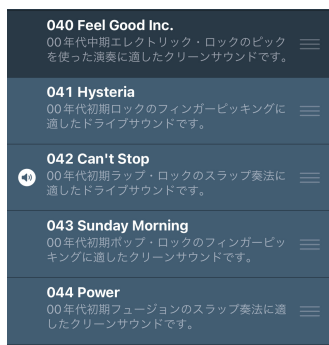 040 Feel Good Inc.
00年代中期エレクトリック・ロックのピック
を使った演奏に適したクリーンサウンドです。
041 Hysteria
00年代初期ロックのフィンガーピッキングに
適したドライブサウンドです。
042 Can't Stop
00年代初期ラップ・ロックのスラップ奏法に
適したドライブサウンドです。
043 Sunday Morning
00年代初期ポップ・ロックのフィンガーピッ
キングに適したクリーンサウンドです。
044 Power
00年代初期フュージョンのスラップ奏法に適
したクリーンサウンドです。